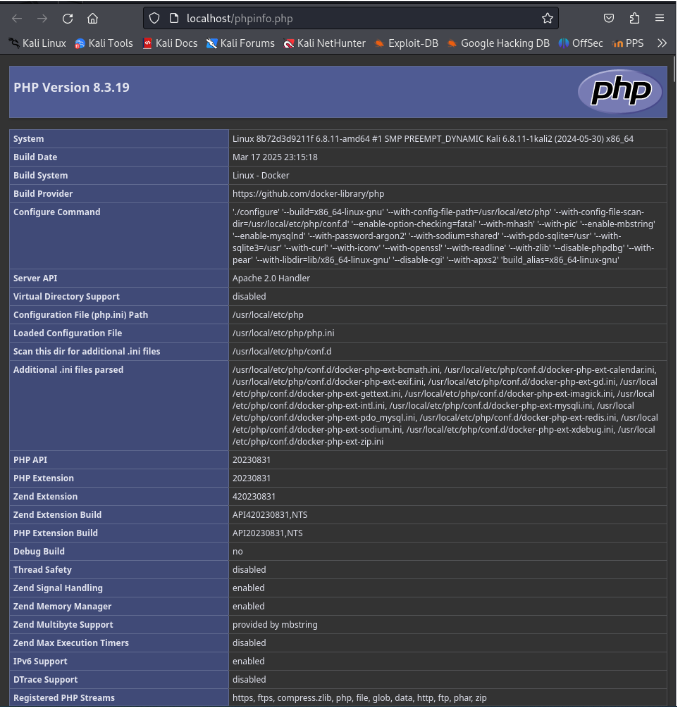 localhost/phpinfo.php
Kali Linux Kali Tools Kali Docs Kali Forums Kali NetHunter Exploit-DB Google Hacking DB OffSec PPS
PHP Version 8.3.19
php
System Linux 8b72d3d9211f 6.8.11-amd64 #1 SMP PREEMPT_DYNAMIC Kali 6.8.11-1kali2 (2024-05-30) x86_64
Build Date Mar 17 2025 23:15:18
Build System Linux - Docker
Build Provider https://github.com/docker-library/php
Configure Command './configure' '--build=x86_64-linux-gnu' '--with-config-file-path=/usr/local/etc/php' '--with-config-file-scan-
dir=/usr/local/etc/php/conf.d' '--enable-option-checking=fatal' '--with-mhash' '--with-pic' '--enable-mbstring'
'--enable-mysqlnd' '--with-password-argon2' '--with-sodium=shared' '--with-pdo-sqlite=/usr' '--with-
sqlite3=/usr' '--with-curl' '--with-iconv' '--with-openssl' '--with-readline' '--with-zlib' '--disable-phpdbg' '--with-
pear' '--with-libdir=lib/x86_64-linux-gnu' '--disable-cgi' '--with-apxs2' 'build_alias=x86_64-linux-gnu'
Server API Apache 2.0 Handler
Virtual Directory Support disabled
Configuration File (php.ini) Path /usr/local/etc/php
Loaded Configuration File /usr/local/etc/php/php.ini
Scan this dir for additional .ini files /usr/local/etc/php/conf.d
Additional .ini files parsed /usr/local/etc/php/conf.d/docker-php-ext-bcmath.ini, /usr/local/etc/php/conf.d/docker-php-ext-calendar.ini,
/usr/local/etc/php/conf.d/docker-php-ext-exif.ini, /usr/local/etc/php/conf.d/docker-php-ext-gd.ini, /usr/local
/etc/php/conf.d/docker-php-ext-gettext.ini, /usr/local/etc/php/conf.d/docker-php-ext-imagick.ini, /usr/local
/etc/php/conf.d/docker-php-ext-intl.ini, /usr/local/etc/php/conf.d/docker-php-ext-mysqli.ini, /usr/local
/etc/php/conf.d/docker-php-ext-pdo_mysql.ini, /usr/local/etc/php/conf.d/docker-php-ext-redis.ini, /usr/local
/etc/php/conf.d/docker-php-ext-sodium.ini, /usr/local/etc/php/conf.d/docker-php-ext-xdebug.ini, /usr/local
/etc/php/conf.d/docker-php-ext-zip.ini
PHP API 20230831
PHP Extension 20230831
Zend Extension 420230831
Zend Extension Build API420230831,NTS
PHP Extension Build API20230831,NTS
Debug Build no
Thread Safety disabled
Zend Signal Handling enabled
Zend Memory Manager enabled
Zend Multibyte Support provided by mbstring
Zend Max Execution Timers disabled
IPv6 Support enabled
DTrace Support disabled
Registered PHP Streams https, ftps, compress.zlib, php, file, glob, data, http, ftp, phar, zip